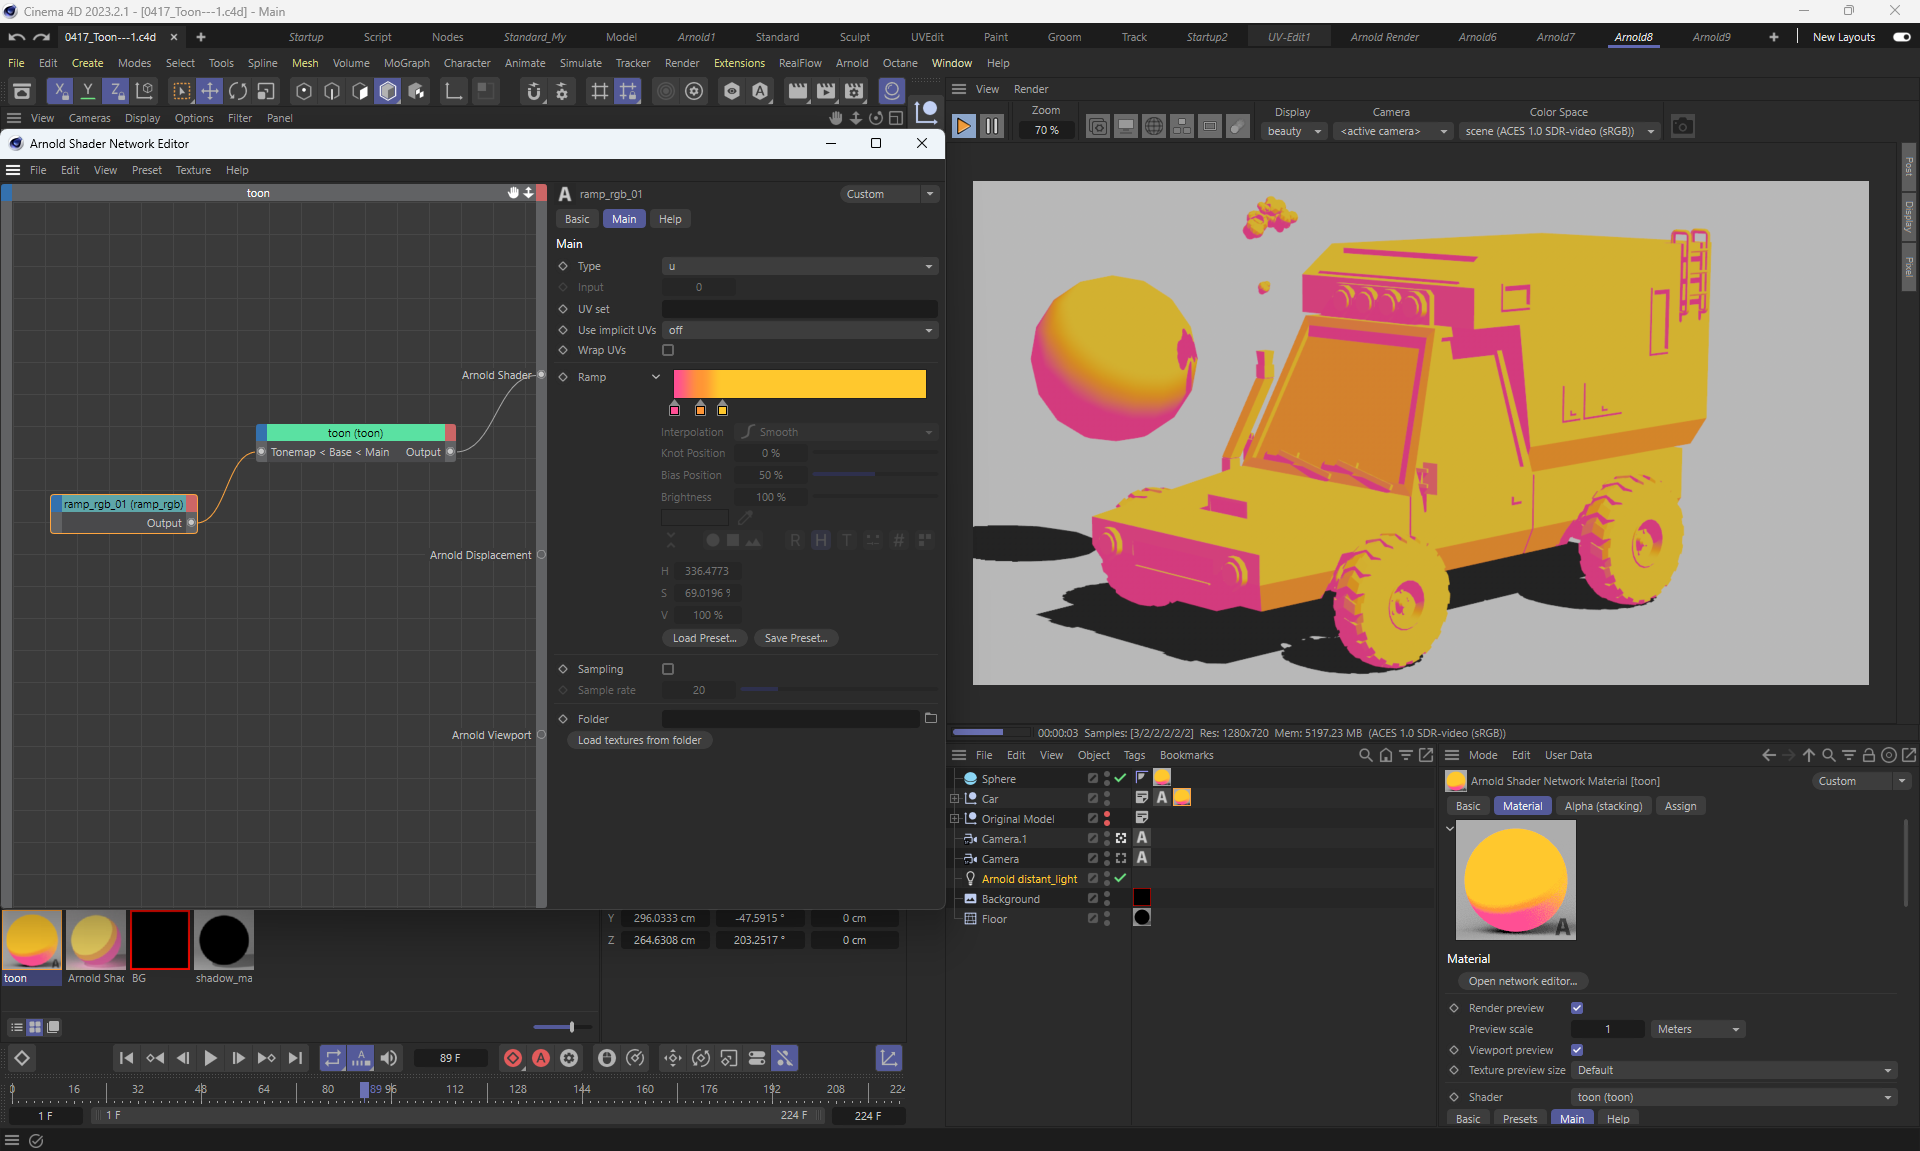 Cinema 4D 2023.2.1 - [0417_Toon---1.c4d] - Main
0417_Toon---1.c4d
Startup Script Nodes Standard_My Model Arnold1 Standard Sculpt UVEdit Paint Groom Track Startup2 UV-Edit1 Arnold Render Arnold6 Arnold7 Arnold8 Arnold9 New Layouts
File Edit Create Modes Select Tools Spline Mesh Volume MoGraph Character Animate Simulate Tracker Render Extensions RealFlow Arnold Octane Window Help
X Y Z
View Cameras Display Options Filter Panel
View Render
Zoom
70 %
Display
beauty
Camera
<active camera>
Color Space
scene (ACES 1.0 SDR-video (sRGB))
Post
Display
Pixel
Arnold Shader Network Editor
File Edit View Preset Texture Help
toon
Arnold Shader
toon (toon)
Tonemap < Base < Main Output
ramp_rgb_01 (ramp_rgb)
Output
Arnold Displacement
Arnold Viewport
A ramp_rgb_01 Custom
Basic Main Help
Main
Type u
Input 0
UV set
Use implicit UVs off
Wrap UVs
Ramp
Interpolation Smooth
Knot Position 0 %
Bias Position 50 %
Brightness 100 %
R H T #
H 336.4773
S 69.0196 %
V 100 %
Load Preset... Save Preset...
Sampling
Sample rate 20
Folder
Load textures from folder
00:00:03 Samples: [3/2/2/2/2/2] Res: 1280x720 Mem: 5197.23 MB (ACES 1.0 SDR-video (sRGB))
File Edit View Object Tags Bookmarks
Sphere
Car
Original Model
Camera.1
Camera
Arnold distant_light
Background
Floor
Mode Edit User Data
Arnold Shader Network Material [toon] Custom
Basic Material Alpha (stacking) Assign
Material
Open network editor...
Render preview
Preview scale 1 Meters
Viewport preview
Texture preview size Default
Shader toon (toon)
Basic Presets Main Help
toon Arnold Shac BG shadow_ma
Y 296.0333 cm -47.5915 ° 0 cm
Z 264.6308 cm 203.2517 ° 0 cm
89 F
16 32 48 64 80 89 96 112 128 144 160 176 192 208 224
1 F 1 F 224 F 224 F